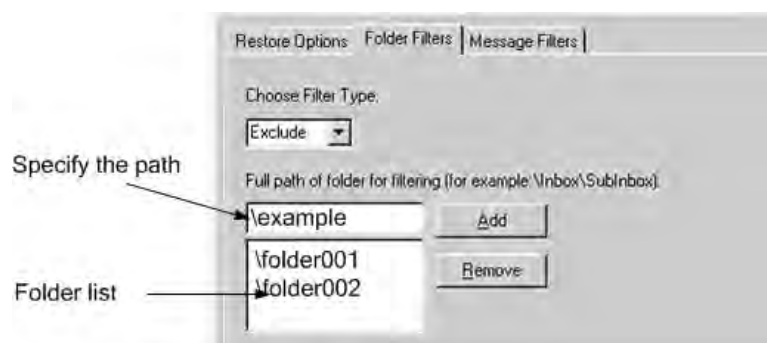 Restore Options Folder Filters Message Filters
Choose Filter Type:
Exclude
Specify the path
Full path of folder for filtering (for example:\Inbox\SubInbox)
\example
Add
\folder001
Remove
\folder002
Folder list